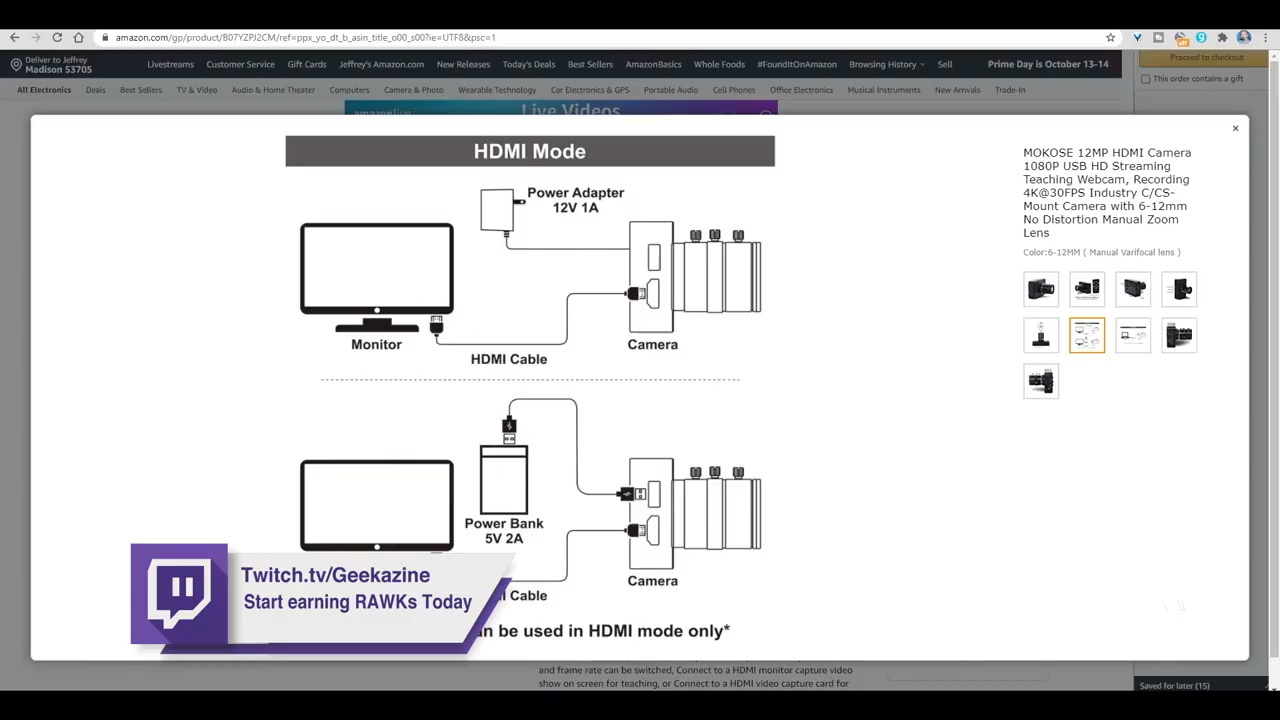 amazon.com/gp/product/B07YZPJ2CM/ref=ppx_yo_dt_b_asin_title_o00_s00?ie=UTF8&psc=1
Deliver to Jeffrey
Madison 53705
Livestreams
Customer Service
Gift Cards
Jeffrey's Amazon.com
New Releases
Today's Deals
Best Sellers
AmazonBasics
Whole Foods
#FoundItOnAmazon
Browsing History
Sell
Prime Day is October 13-14
Proceed to checkout
This order contains a gift
All Electronics
Deals
Best Sellers
TV & Video
Audio & Home Theater
Computers
Camera & Photo
Wearable Technology
Car Electronics & GPS
Portable Audio
Cell Phones
Office Electronics
Musical Instruments
New Arrivals
Trade-In
amazonlive
Live Videos
HDMI Mode
Power Adapter
12V 1A
Monitor
HDMI Cable
Camera
Power Bank
5V 2A
Camera
Cable
can be used in HDMI mode only*
MOKOSE 12MP HDMI Camera
1080P USB HD Streaming
Teaching Webcam, Recording
4K@30FPS Industry C/CS-
Mount Camera with 6-12mm
No Distortion Manual Zoom
Lens
Color:6-12MM ( Manual Varifocal lens )
Twitch.tv/Geekazine
Start earning RAWKs Today
and frame rate can be switched, Connect to a HDMI monitor capture video
show on screen for teaching, or Connect to a HDMI video capture card for
Saved for later (15)